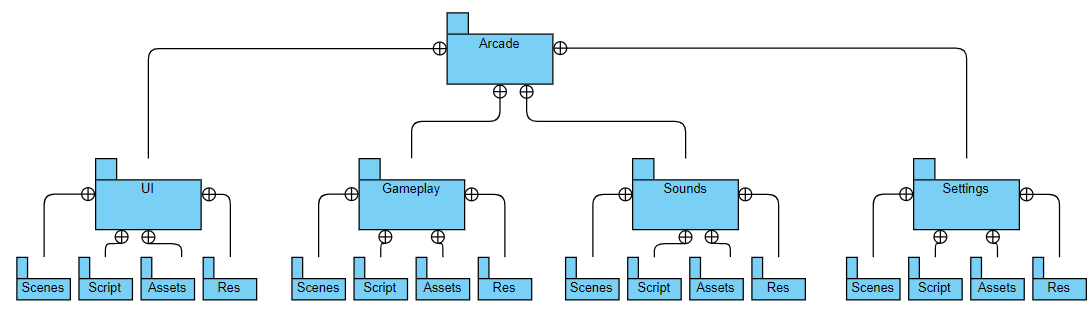 Arcade
UI
Gameplay
Sounds
Settings
Scenes
Script
Assets
Res
Scenes
Script
Assets
Res
Scenes
Script
Assets
Res
Scenes
Script
Assets
Res